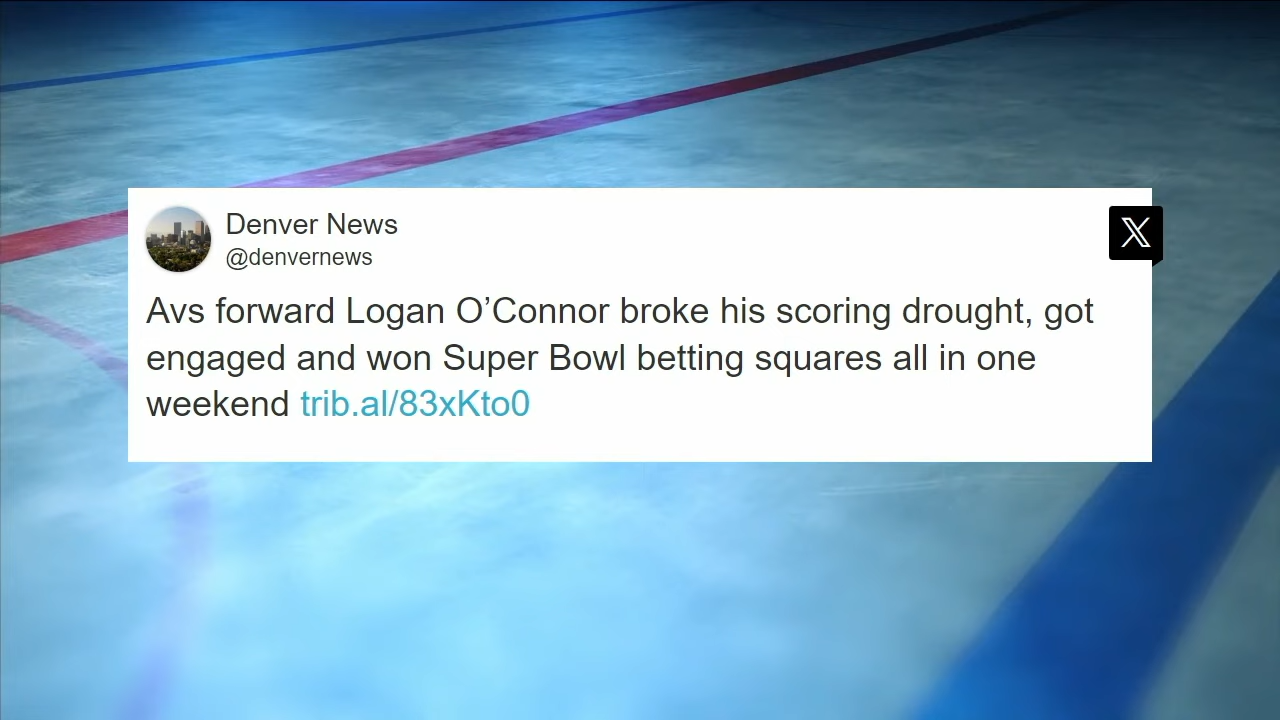 Denver News
@denvernews
Avs forward Logan O’Connor broke his scoring drought, got
engaged and won Super Bowl betting squares all in one
weekend trib.al/83xKto0